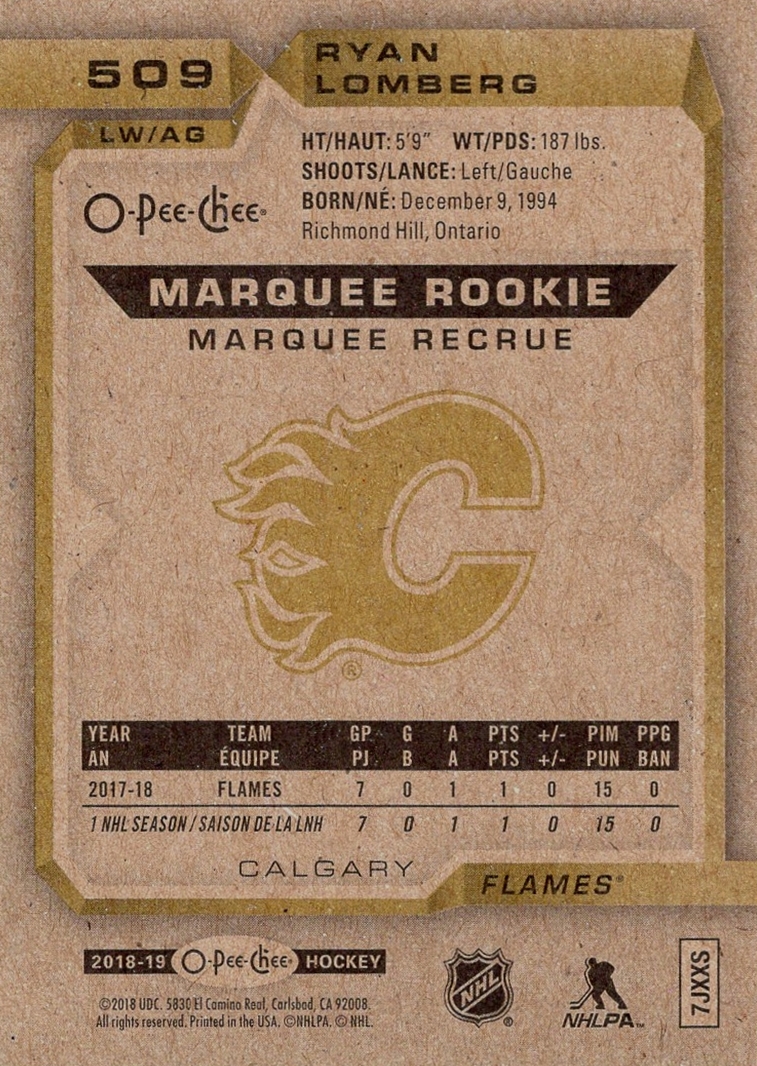 509
RYAN
LOMBERG
LW/AG
HT/HAUT: 5'9" WT/PDS: 187 lbs.
SHOOTS/LANCE: Left/Gauche
BORN/NÉ: December 9, 1994
Richmond Hill, Ontario
O-Pee-Chee®
MARQUEE ROOKIE
MARQUEE RECRUE
®
YEAR TEAM GP G A PTS +/- PIM PPG
AN ÉQUIPE PJ B A PTS +/- PUN BAN
2017-18 FLAMES 7 0 1 1 0 15 0
1 NHL SEASON / SAISON DE LA LNH 7 0 1 1 0 15 0
CALGARY
FLAMES®
2018-19 O-Pee-Chee® HOCKEY
©2018 UDC. 5830 El Camino Real, Carlsbad, CA 92008.
All rights reserved. Printed in the USA. ©NHLPA. © NHL.
NHL®
NHLPA™
7JXXS